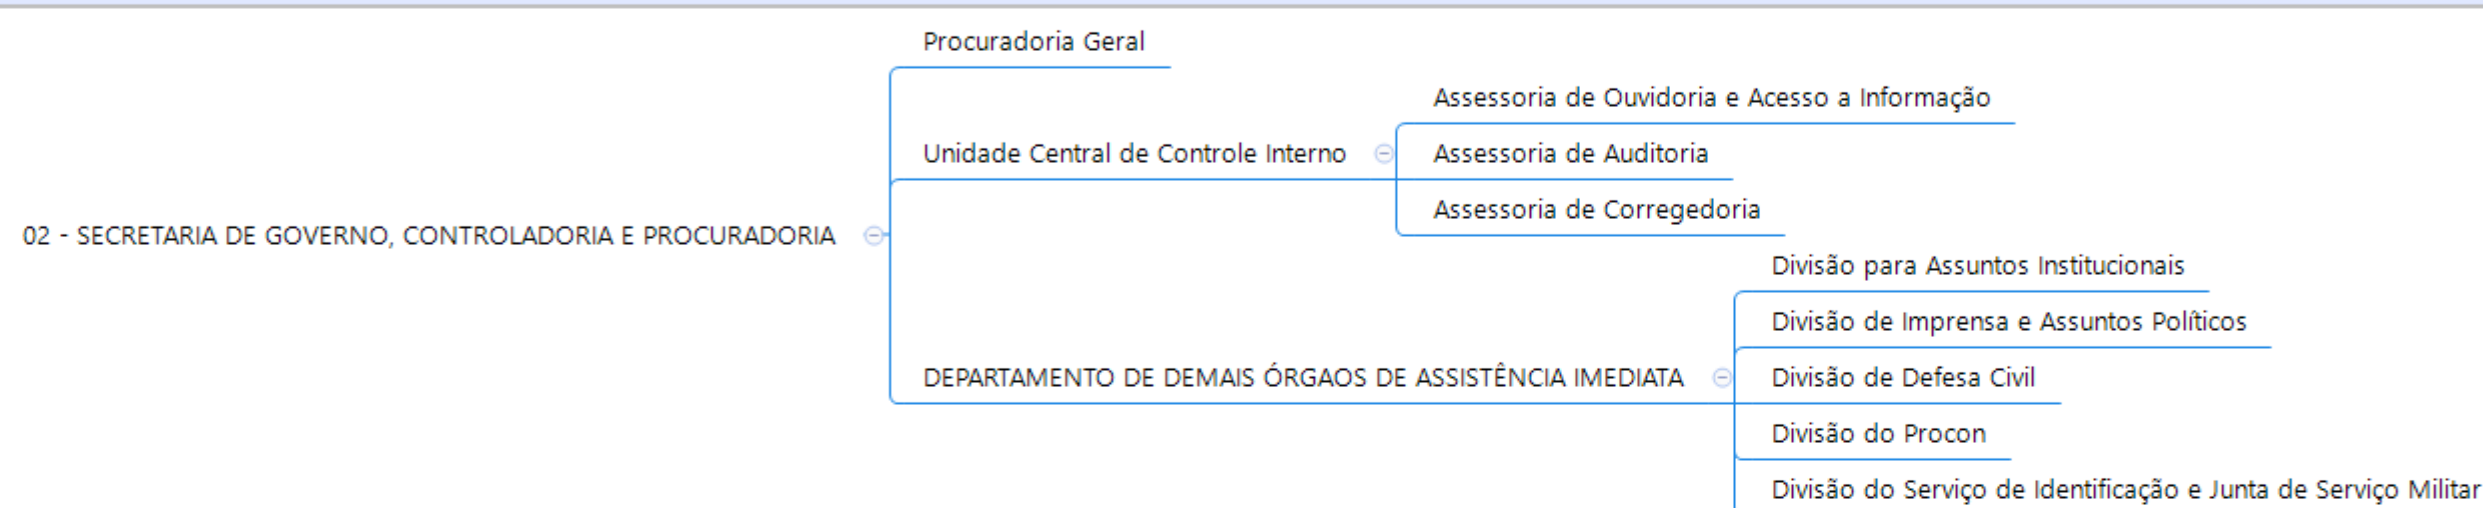 Procuradoria Geral
Assessoria de Ouvidoria e Acesso a Informação
Unidade Central de Controle Interno
Assessoria de Auditoria
Assessoria de Corregedoria
02 - SECRETARIA DE GOVERNO, CONTROLADORIA E PROCURADORIA
Divisão para Assuntos Institucionais
Divisão de Imprensa e Assuntos Políticos
DEPARTAMENTO DE DEMAIS ÓRGAOS DE ASSISTÊNCIA IMEDIATA
Divisão de Defesa Civil
Divisão do Procon
Divisão do Serviço de Identificação e Junta de Serviço Militar